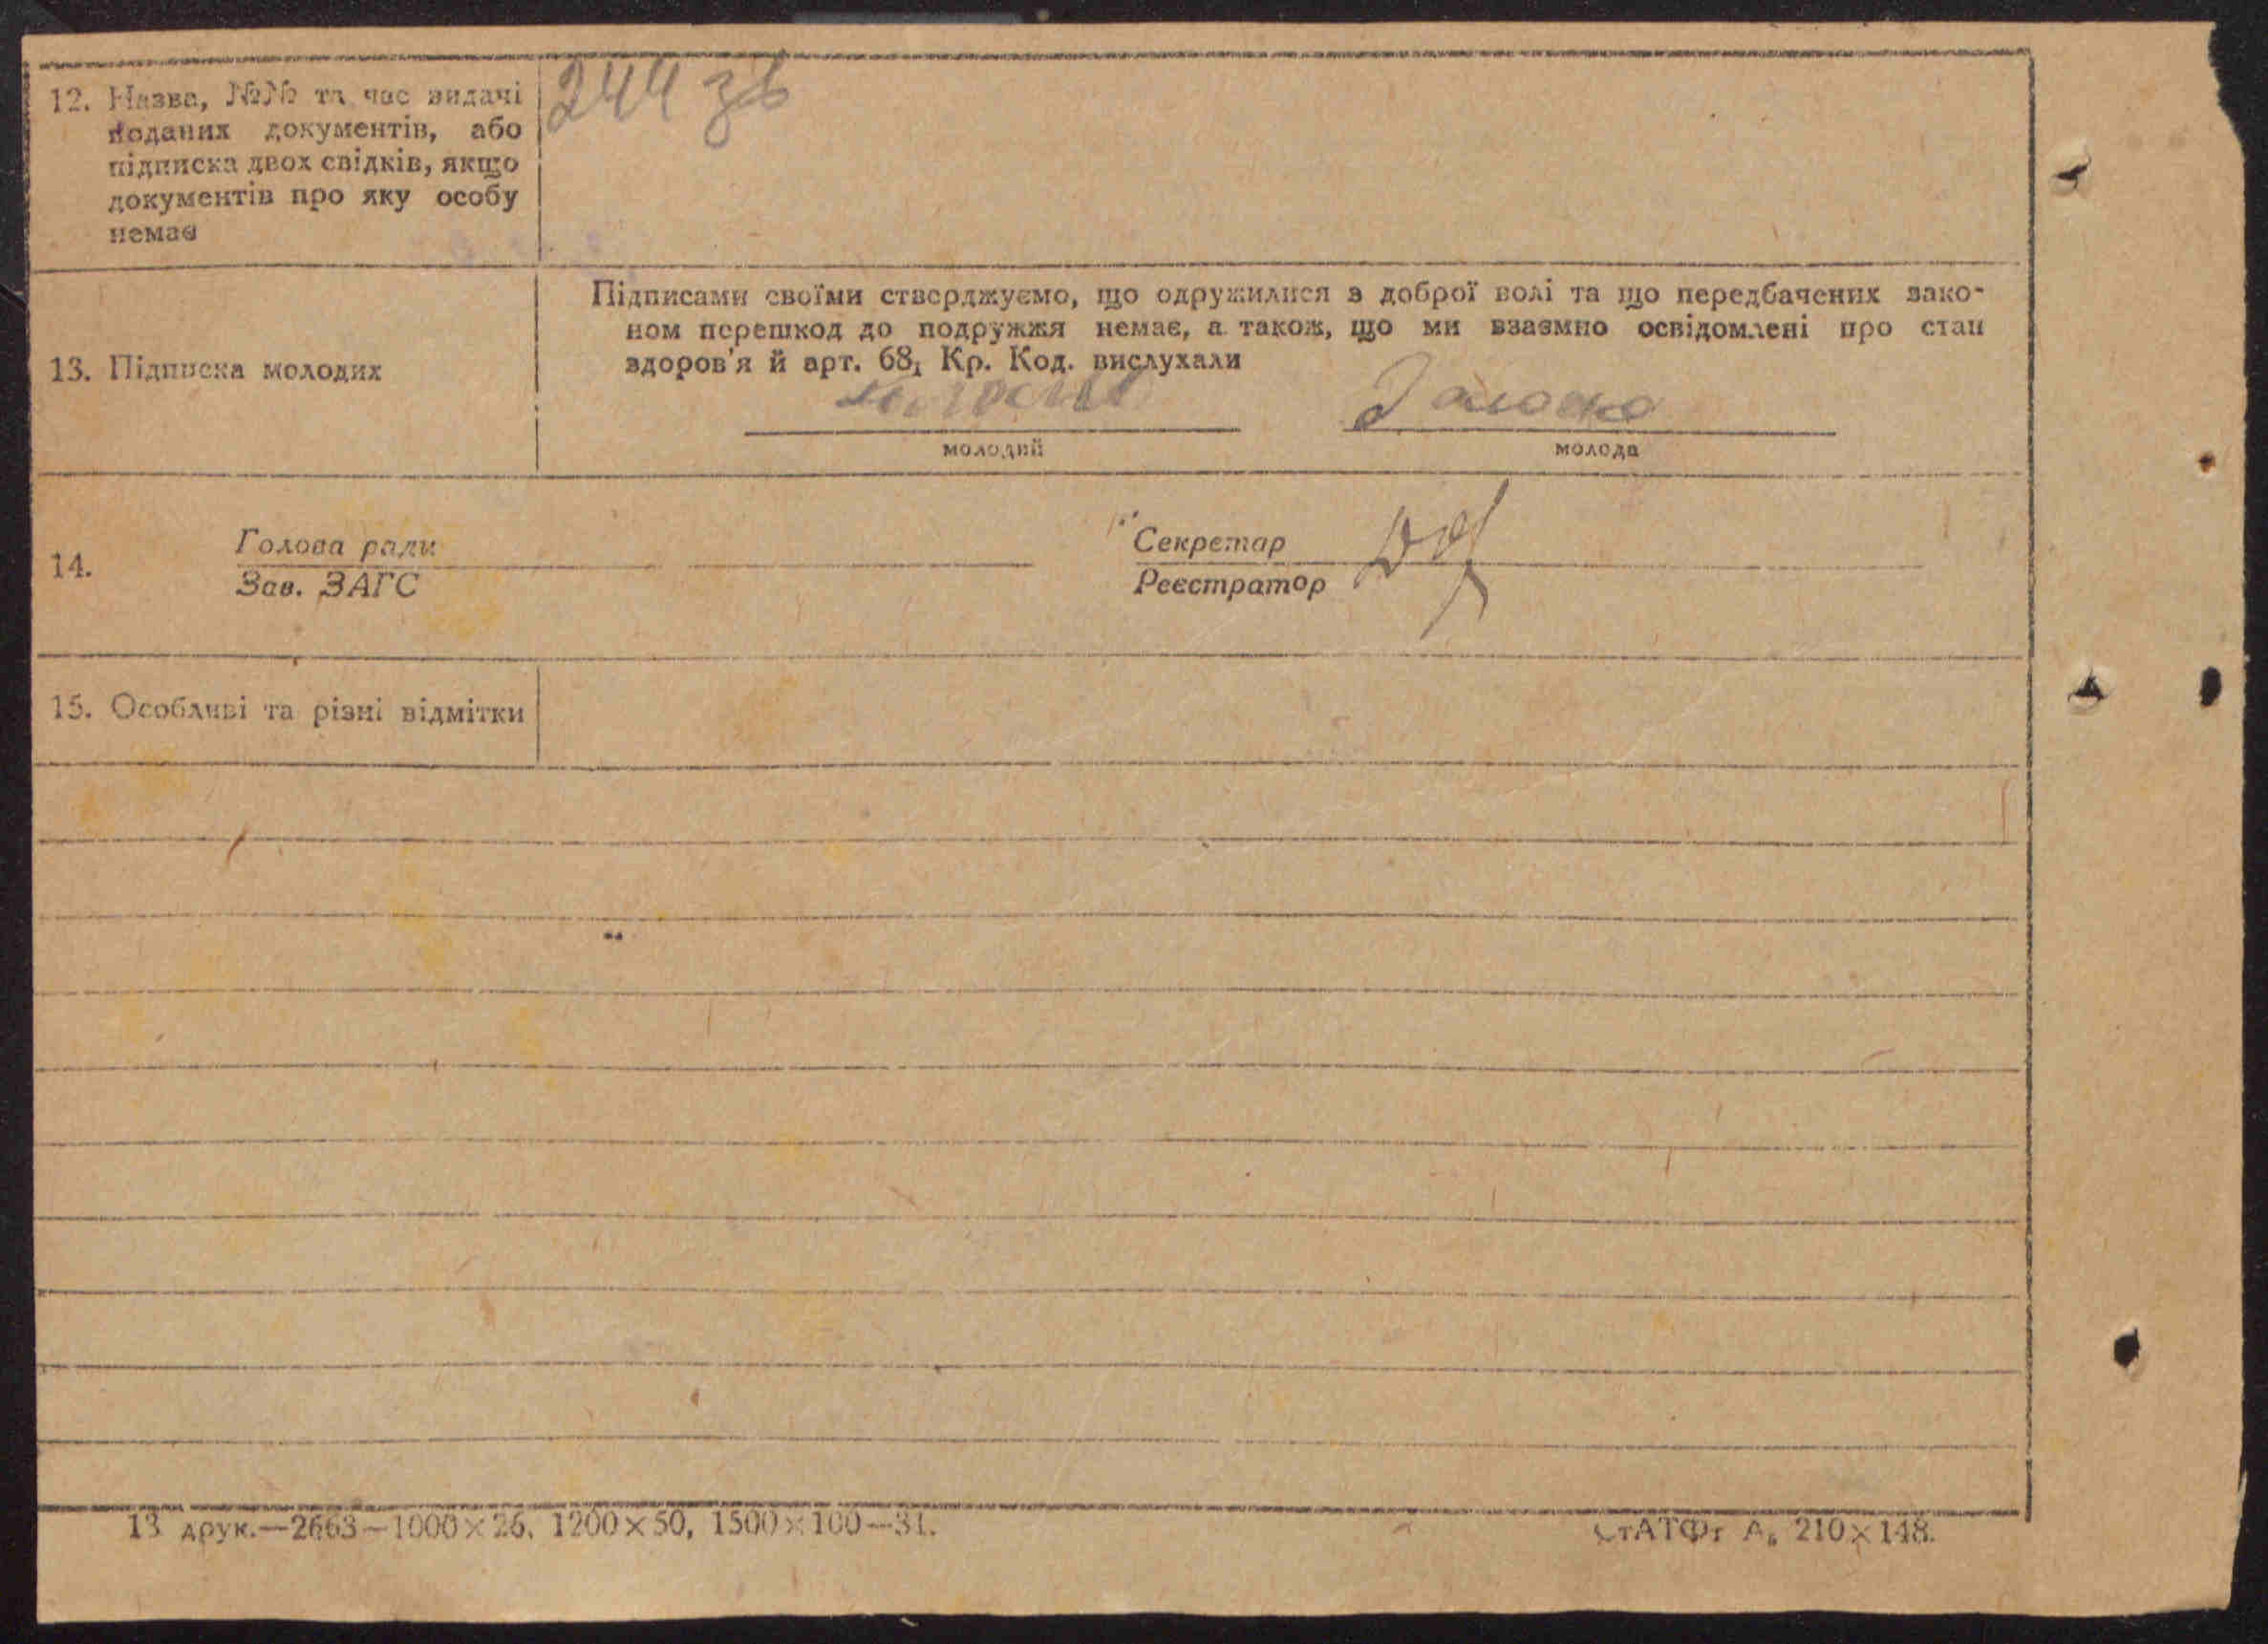 12. Назва, №№ та час видачі
поданих документів, або
підписка двох свідків, якщо
документів про яку особу
немає
244 зв
13. Підписка молодих
Підписами своїми стверджуємо, що одружилися з доброї волі та що передбачених зако-
ном перешкод до подружжя немає, а також, що ми взаємно освідомлені про стан
здоров'я й арт. 68₁ Кр. Код. вислухали
молодий
молода
14.
Голова ради
Зав. ЗАГС
Секретар
Реєстратор
15. Особливі та різні відмітки
13 друк.—2663—1000×26, 1200×50, 1500×100—31.
СтАТФт А₅ 210×148.